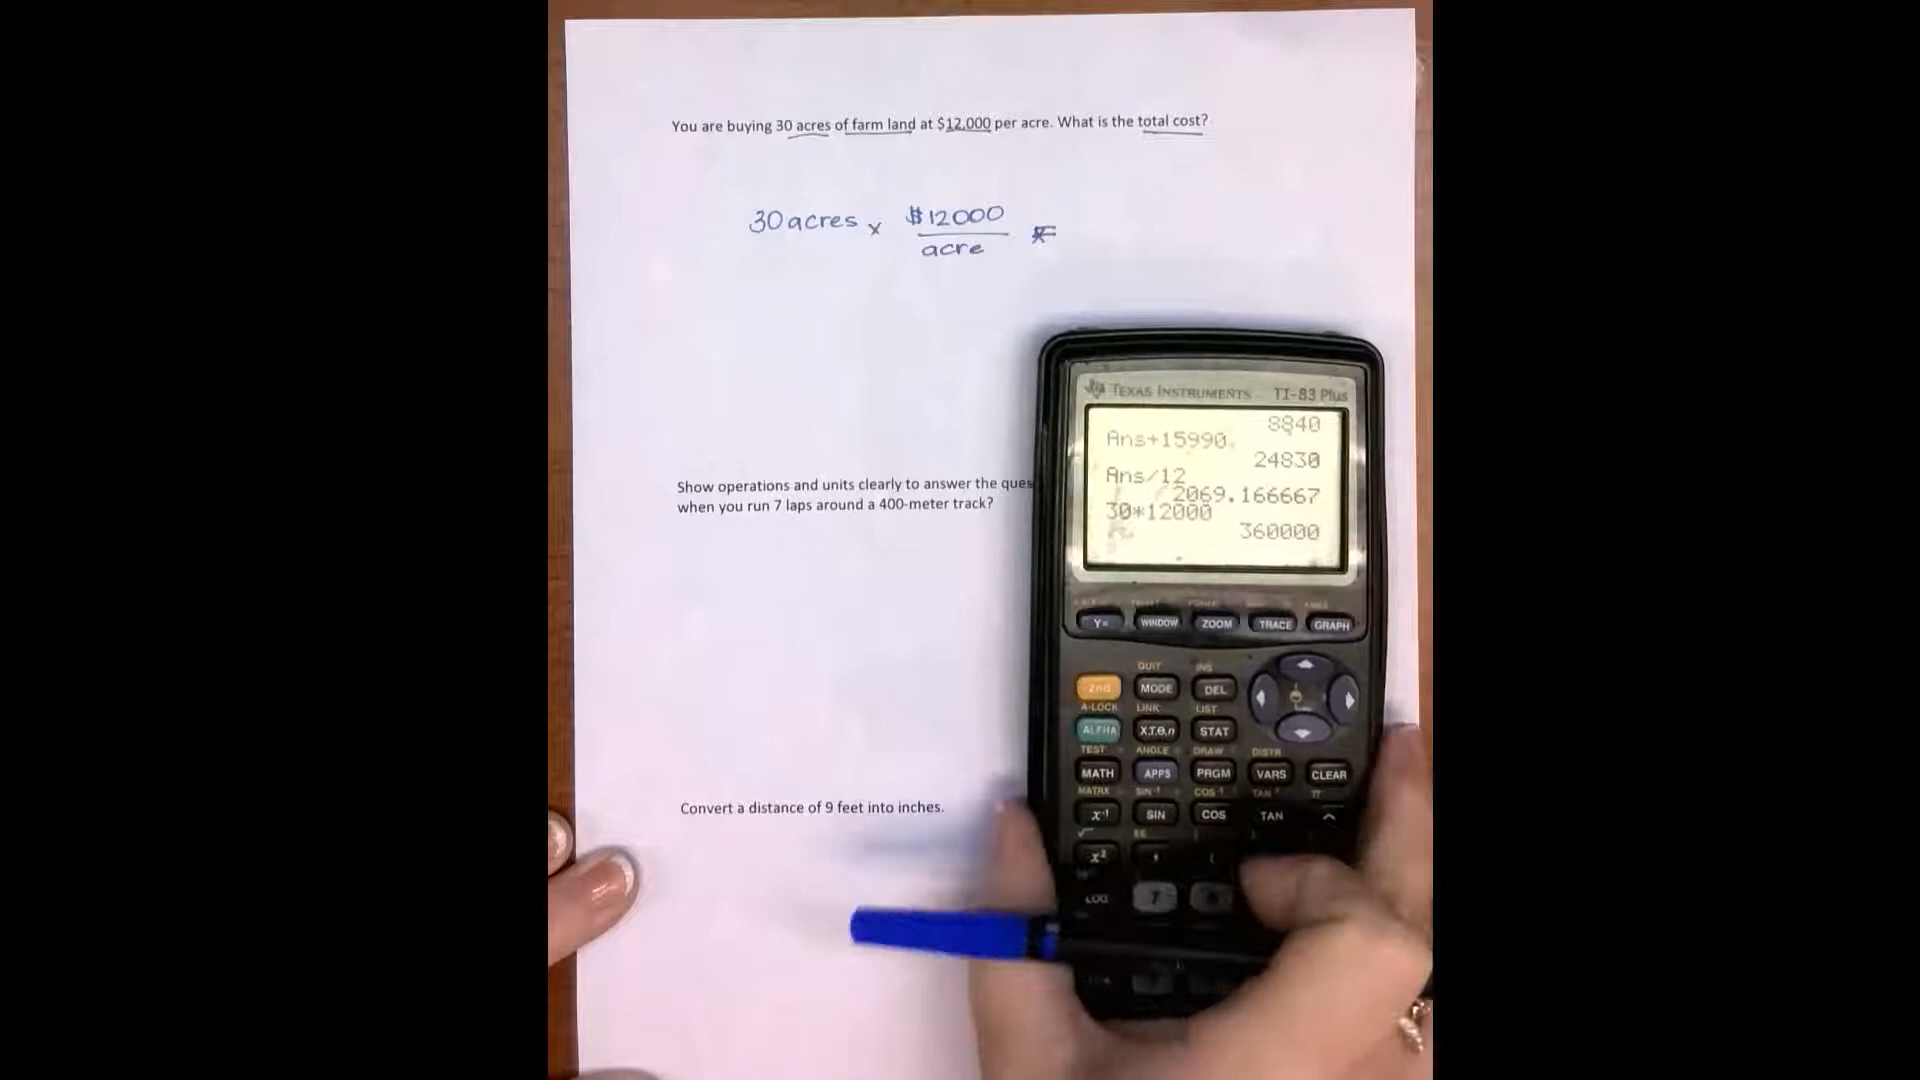 You are buying 30 acres of farm land at $12,000 per acre. What is the total cost?
30 acres x $12000
acre
Show operations and units clearly to answer the ques
when you run 7 laps around a 400-meter track?
Convert a distance of 9 feet into inches.
TEXAS INSTRUMENTS TI-83 Plus
8840
Ans+15990
24830
Ans/12
2069.166667
30*12000
360000
Y= WINDOW ZOOM TRACE GRAPH
QUIT INS
2nd MODE DEL
A-LOCK LINK LIST
ALPHA X,T,θ,n STAT
TEST ANGLE DRAW DISTR
MATH APPS PRGM VARS CLEAR
MATRX SIN⁻¹ COS⁻¹ TAN⁻¹ π
x⁻¹ SIN COS TAN ^
√ EE
x² , (
LOG 7 8